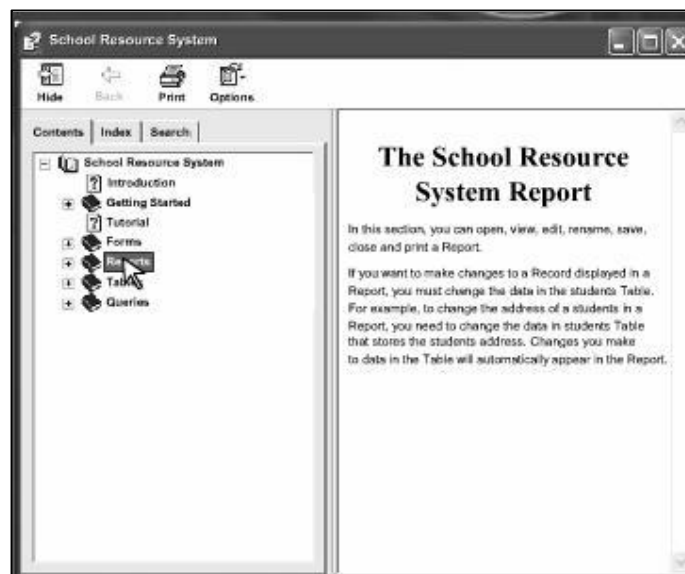 School Resource System
Hide Back Print Options
Contents Index Search
School Resource System
Introduction
Getting Started
Tutorial
Forms
Reports
Tables
Queries
The School Resource
System Report
In this section, you can open, view, edit, rename, save,
close and print a Report.
If you want to make changes to a Record displayed in a
Report, you must change the data in the students Table.
For example, to change the address of a students in a
Report, you need to change the data in students Table
that stores the students address. Changes you make
to data in the Table will automatically appear in the Report.